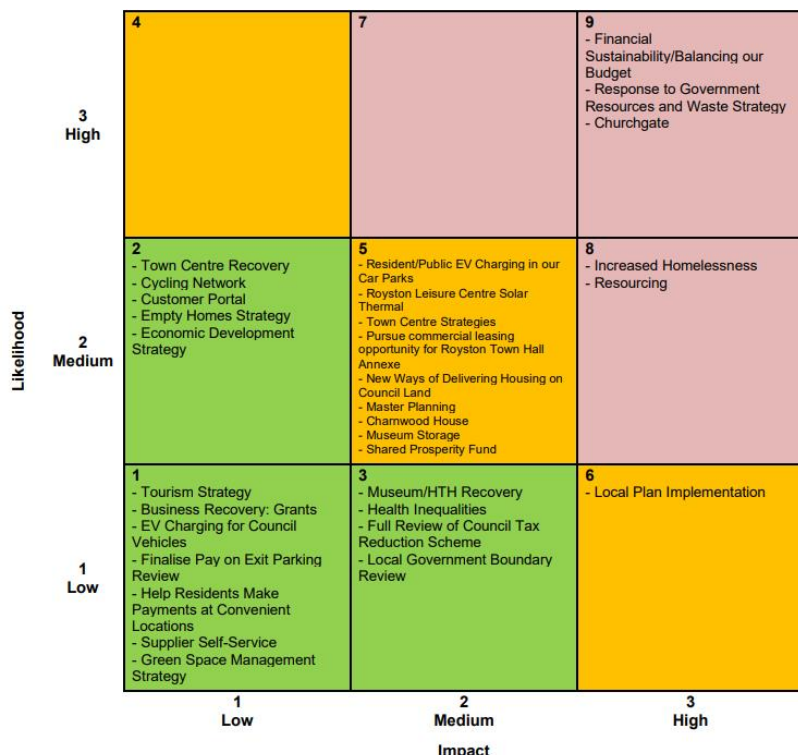 4
7
9
- Financial
Sustainability/Balancing our
Budget
- Response to Government
Resources and Waste Strategy
- Churchgate
3
High
2
- Town Centre Recovery
- Cycling Network
- Customer Portal
- Empty Homes Strategy
- Economic Development
Strategy
5
- Resident/Public EV Charging in our
Car Parks
- Royston Leisure Centre Solar
Thermal
- Town Centre Strategies
- Pursue commercial leasing
opportunity for Royston Town Hall
Annexe
- New Ways of Delivering Housing on
Council Land
- Master Planning
- Charnwood House
- Museum Storage
- Shared Prosperity Fund
8
- Increased Homelessness
- Resourcing
Likelihood
2
Medium
1
- Tourism Strategy
- Business Recovery: Grants
- EV Charging for Council
Vehicles
- Finalise Pay on Exit Parking
Review
- Help Residents Make
Payments at Convenient
Locations
- Supplier Self-Service
- Green Space Management
Strategy
3
- Museum/HTH Recovery
- Health Inequalities
- Full Review of Council Tax
Reduction Scheme
- Local Government Boundary
Review
6
- Local Plan Implementation
1
Low
1
Low
2
Medium
3
High
Impact